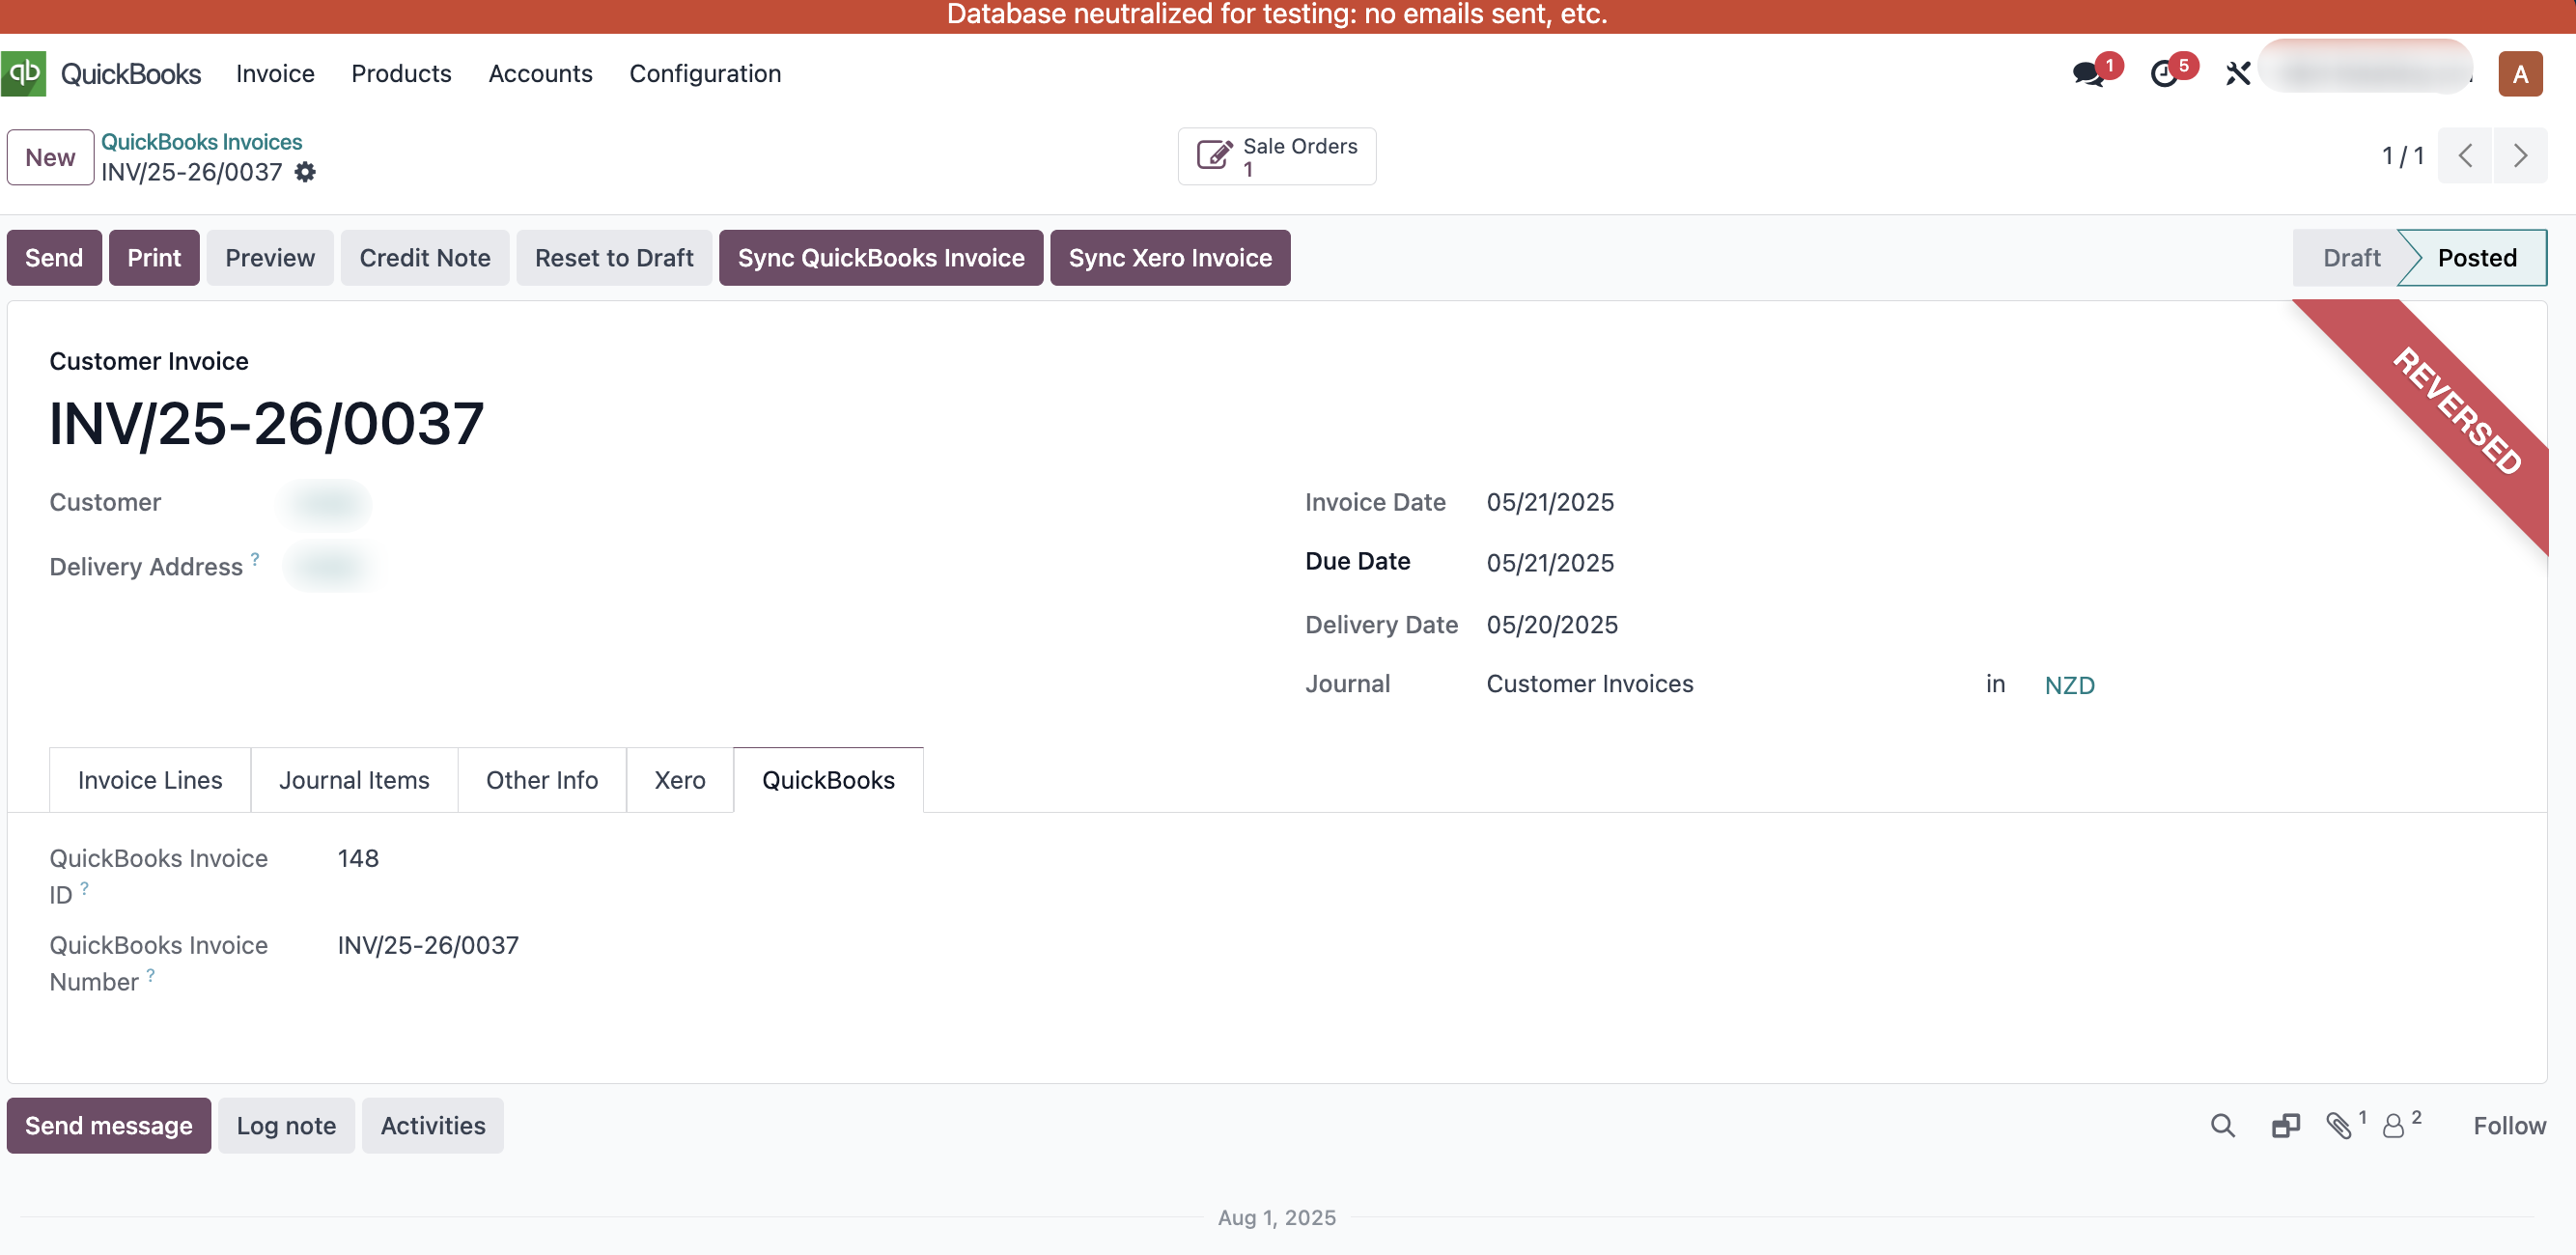 Database neutralized for testing: no emails sent, etc.
qb QuickBooks Invoice Products Accounts Configuration 1 5 A
New QuickBooks Invoices
INV/25-26/0037
Sale Orders
1
1 / 1
Send Print Preview Credit Note Reset to Draft Sync QuickBooks Invoice Sync Xero Invoice Draft Posted
REVERSED
Customer Invoice
INV/25-26/0037
Customer
Delivery Address ?
Invoice Date 05/21/2025
Due Date 05/21/2025
Delivery Date 05/20/2025
Journal Customer Invoices in NZD
Invoice Lines Journal Items Other Info Xero QuickBooks
QuickBooks Invoice 148
ID ?
QuickBooks Invoice INV/25-26/0037
Number ?
Send message Log note Activities 1 2 Follow
Aug 1, 2025